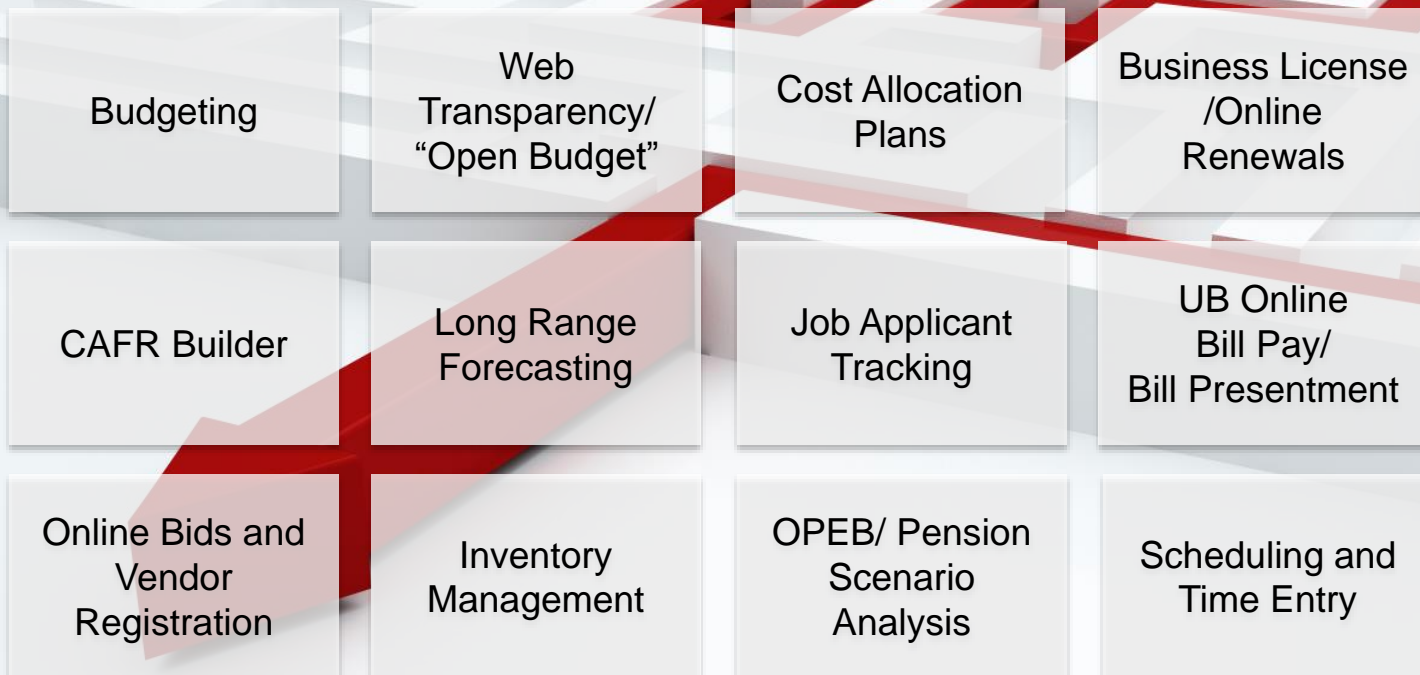 Budgeting
Web
Transparency/
“Open Budget”
Cost Allocation
Plans
Business License
/Online
Renewals
CAFR Builder
Long Range
Forecasting
Job Applicant
Tracking
UB Online
Bill Pay/
Bill Presentment
Online Bids and
Vendor
Registration
Inventory
Management
OPEB/ Pension
Scenario
Analysis
Scheduling and
Time Entry